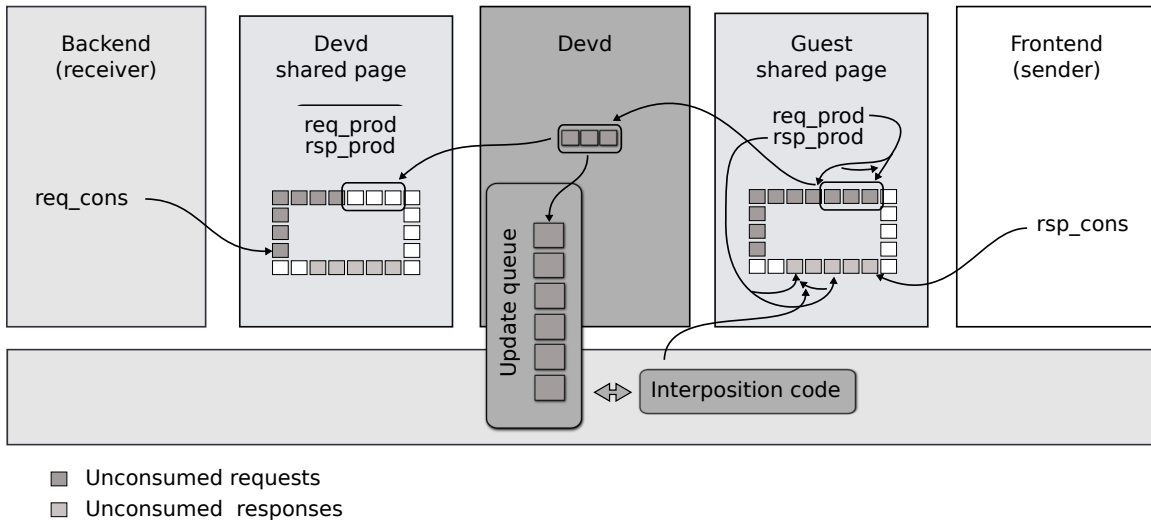 Backend
(receiver)
Devd
shared page
Devd
Guest
shared page
Frontend
(sender)
req_prod
rsp_prod
req_prod
rsp_prod
req_cons
rsp_cons
Update queue
Interposition code
Unconsumed requests
Unconsumed responses